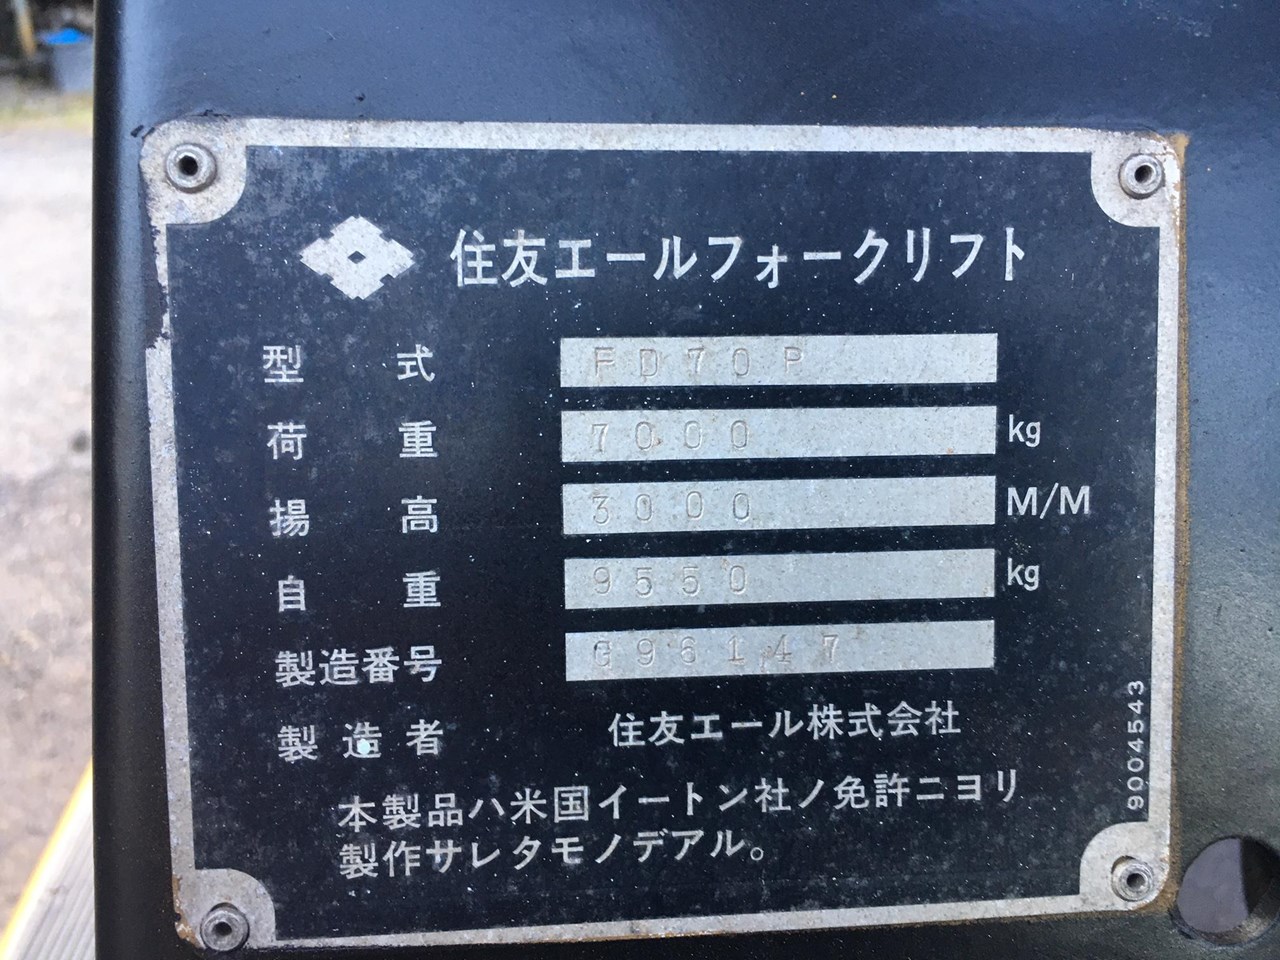 住友エールフォークリフト
型式 FD70P
荷重 7000 kg
揚高 3000 M/M
自重 9550 kg
製造番号 G96147
製造者 住友エール株式会社
本製品ハ米国イートン社ノ免許ニヨリ
製作サレタモノデアル。
9004543